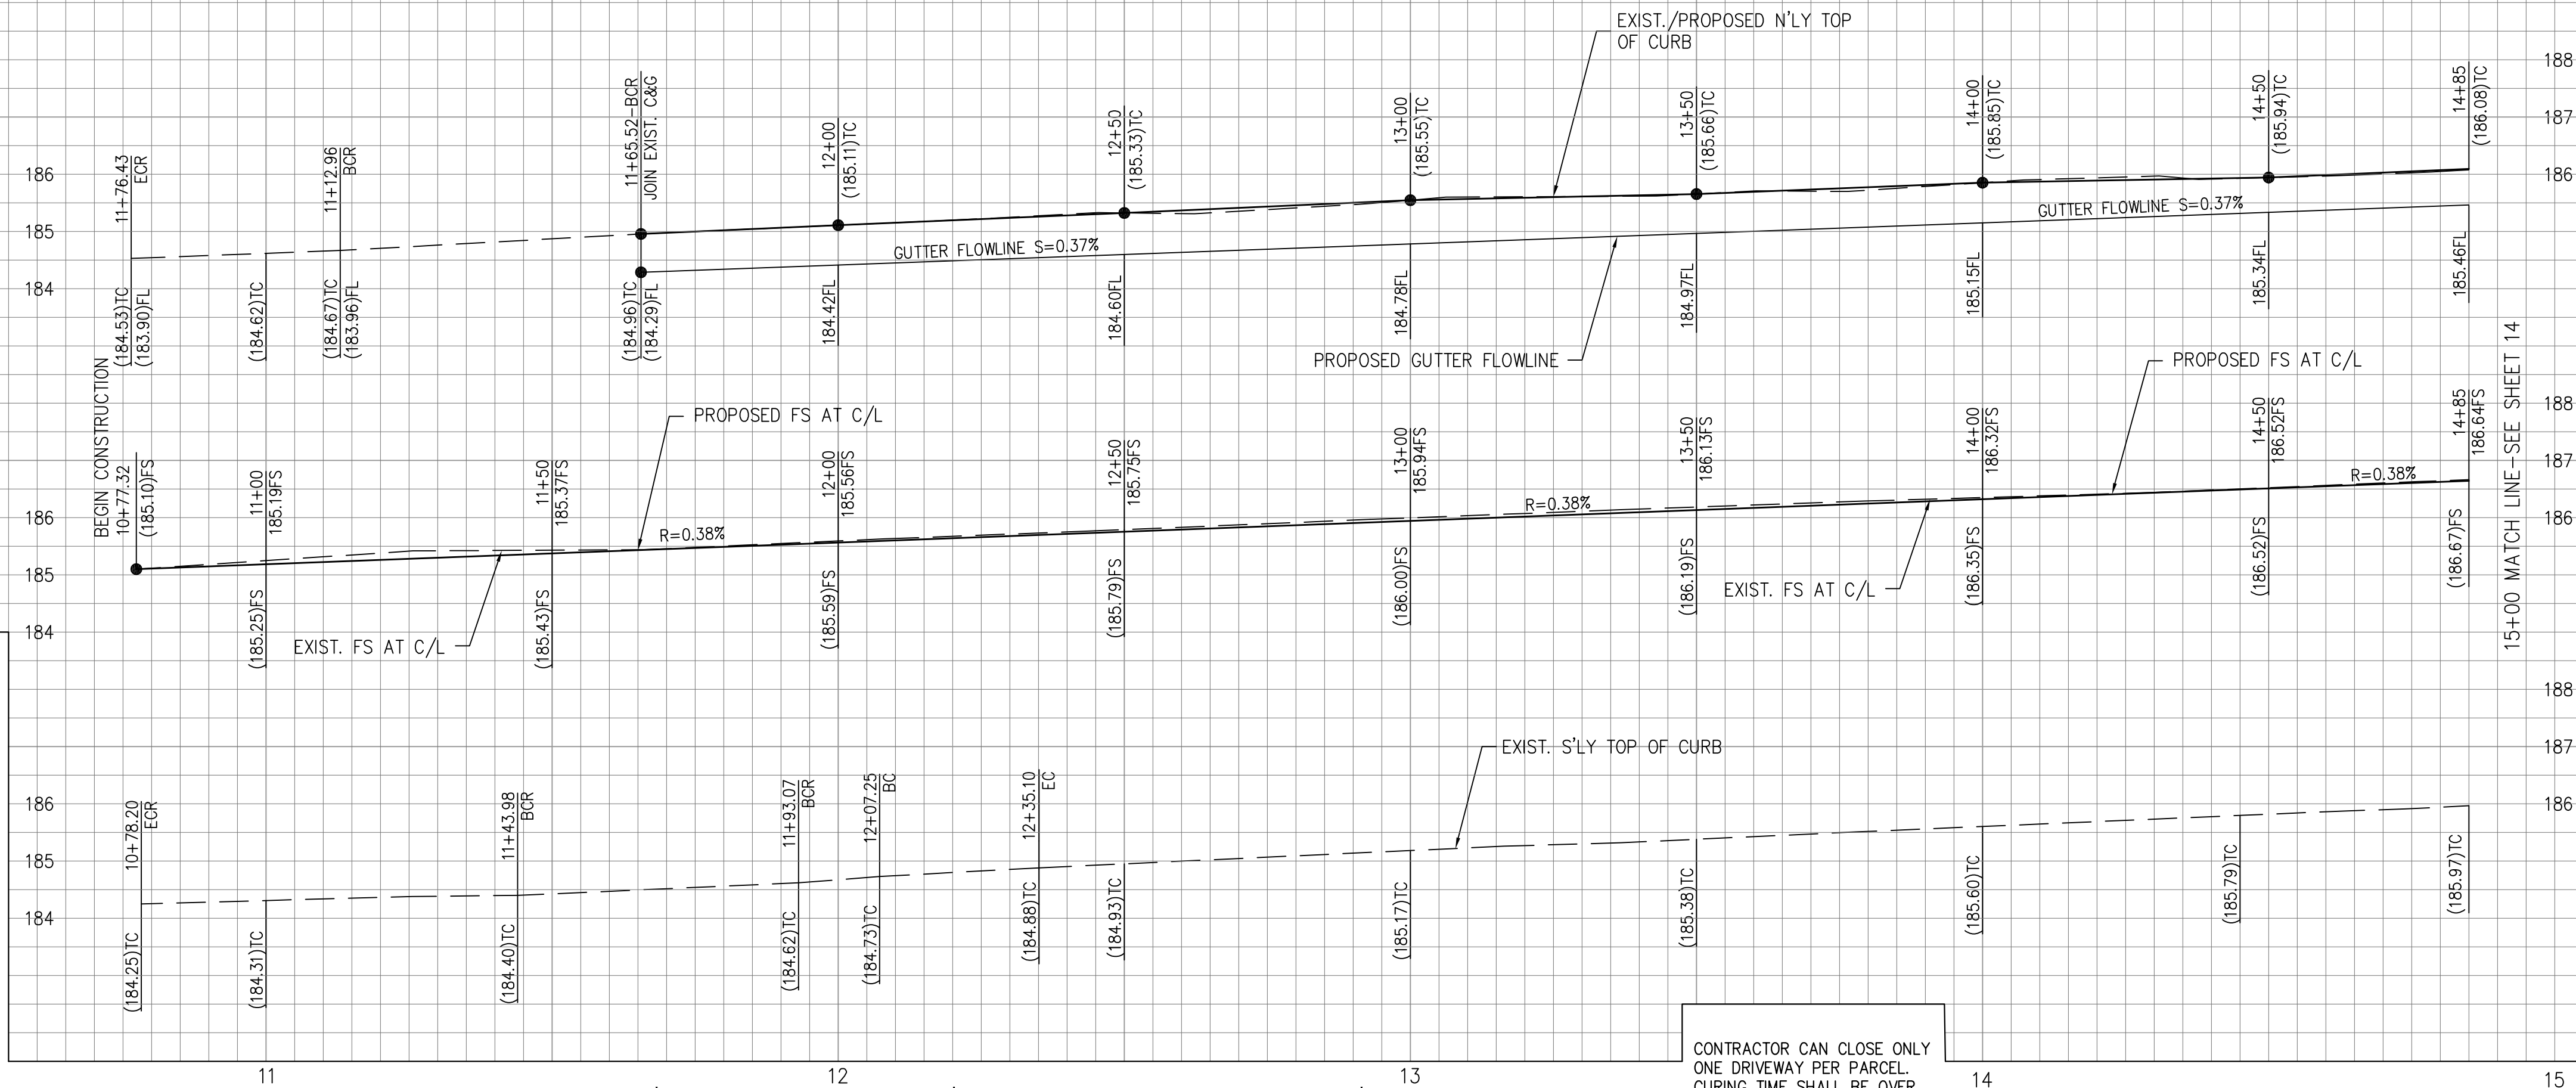 EXIST./PROPOSED N'LY TOP
OF CURB
188
187
186
185
184
188
187
186
11+76.43
ECR
(184.53)TC
(183.90)FL
(184.62)TC
11+12.96
BCR
(184.67)TC
(183.96)FL
11+65.52-BCR
JOIN EXIST. C&G
(184.96)TC
(184.29)FL
12+00
(185.11)TC
184.42FL
12+50
(185.33)TC
184.60FL
13+00
(185.55)TC
184.78FL
13+50
(185.66)TC
184.97FL
14+00
(185.85)TC
185.15FL
14+50
(185.94)TC
185.34FL
14+85
(186.08)TC
185.46FL
GUTTER FLOWLINE S=0.37%
GUTTER FLOWLINE S=0.37%
PROPOSED GUTTER FLOWLINE
BEGIN CONSTRUCTION
10+77.32
(185.10)FS
11+00
185.19FS
(185.25)FS
11+50
185.37FS
(185.43)FS
12+00
185.56FS
(185.59)FS
12+50
185.75FS
(185.79)FS
13+00
185.94FS
(186.00)FS
13+50
186.13FS
(186.19)FS
14+00
186.32FS
(186.35)FS
14+50
186.52FS
(186.52)FS
14+85
186.64FS
(186.67)FS
PROPOSED FS AT C/L
PROPOSED FS AT C/L
R=0.38%
R=0.38%
R=0.38%
EXIST. FS AT C/L
EXIST. FS AT C/L
15+00 MATCH LINE-SEE SHEET 14
186
185
184
188
187
186
EXIST. S'LY TOP OF CURB
10+78.20
ECR
(184.25)TC
(184.31)TC
11+43.98
BCR
(184.40)TC
11+93.07
BCR
(184.62)TC
12+07.25
BC
(184.73)TC
12+35.10
EC
(184.88)TC
(184.93)TC
(185.17)TC
(185.38)TC
(185.60)TC
(185.79)TC
(185.97)TC
186
185
184
CONTRACTOR CAN CLOSE ONLY
ONE DRIVEWAY PER PARCEL.
CURING TIME SHALL BE OVER
11
12
13
14
15